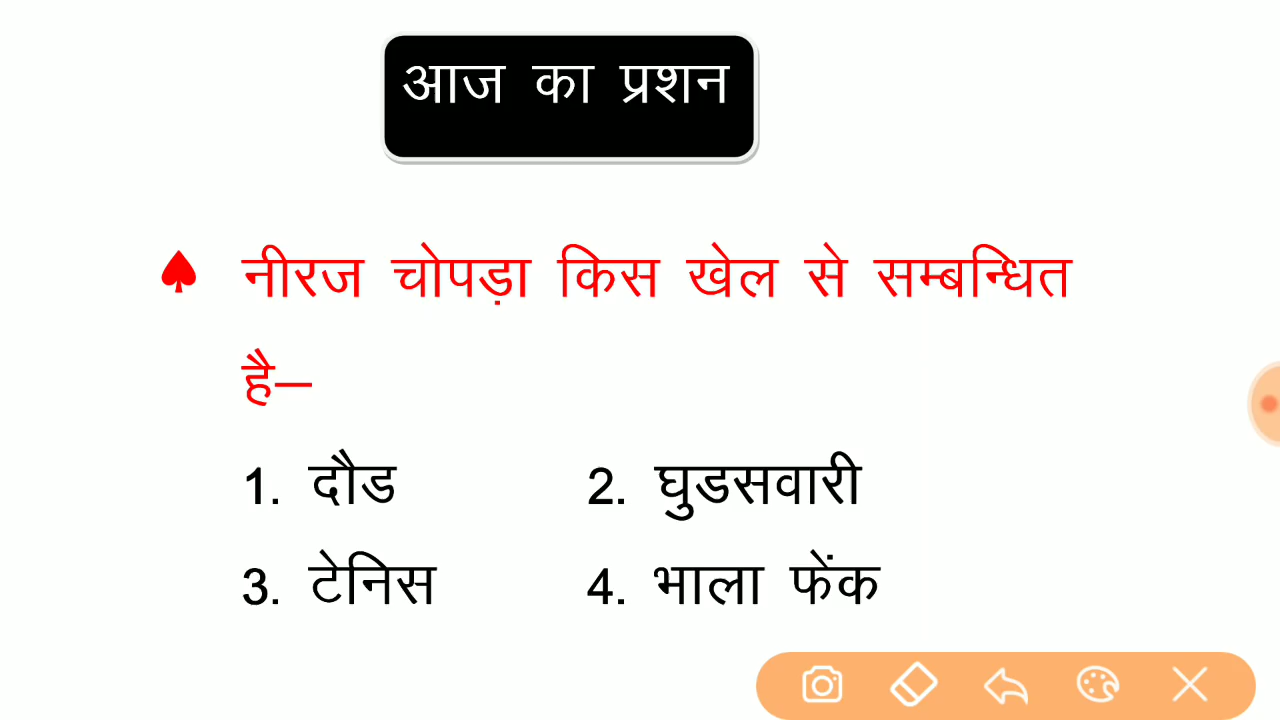 आज का प्रशन
♠ नीरज चोपड़ा किस खेल से सम्बन्धित
है–
1. दौड 2. घुडसवारी
3. टेनिस 4. भाला फेंक